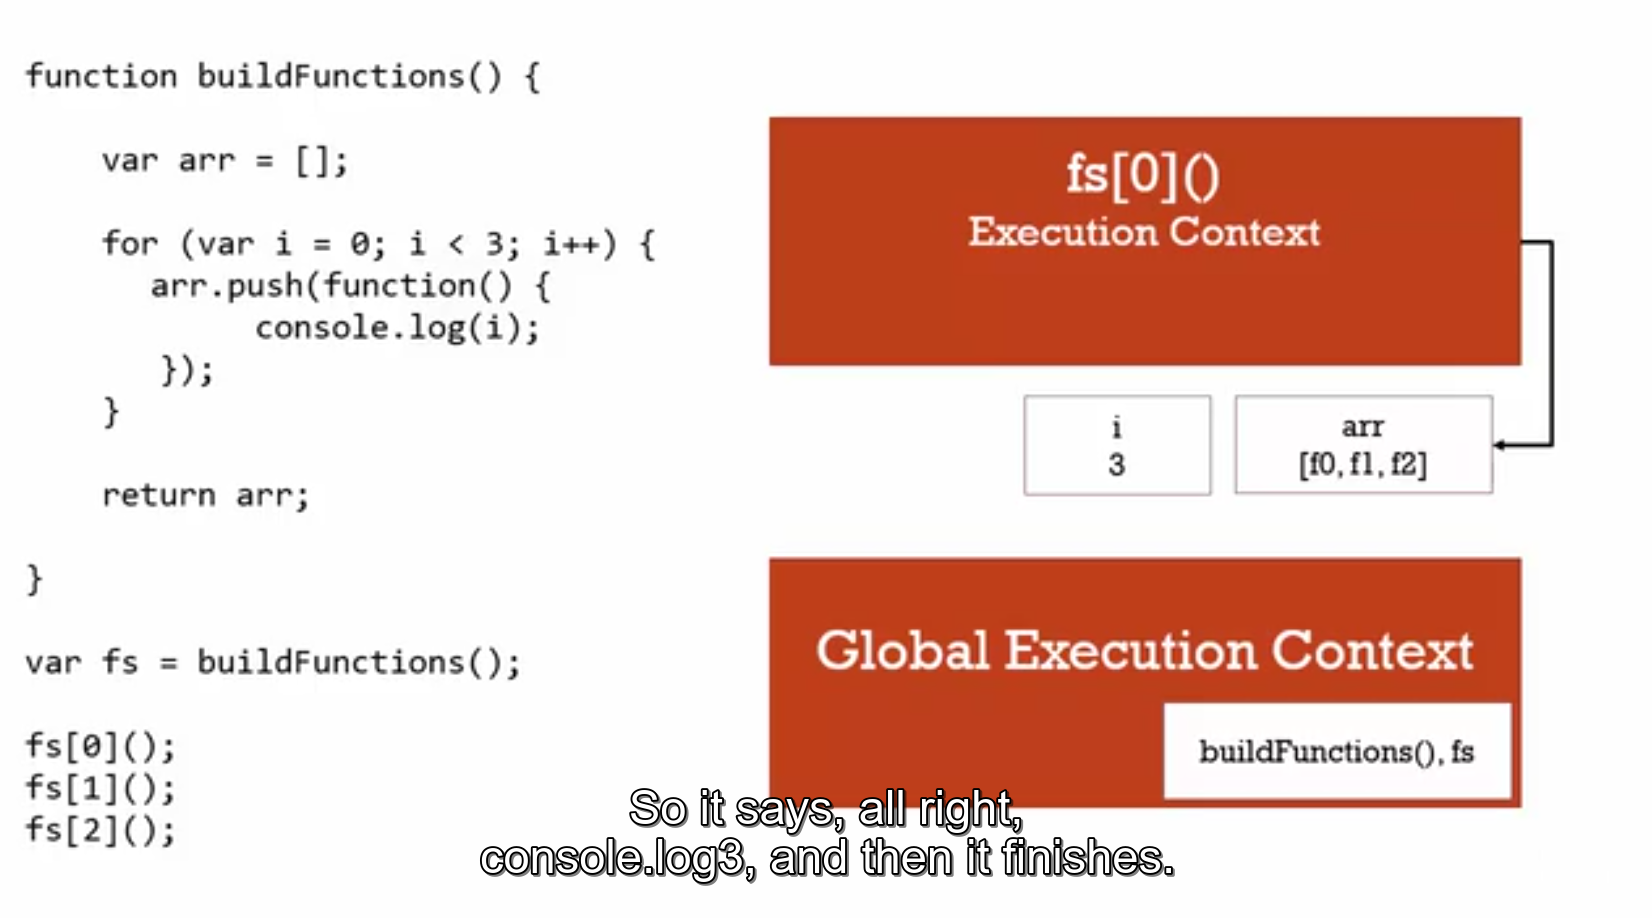 function buildFunctions() {
var arr = [];
for (var i = 0; i < 3; i++) {
arr.push(function() {
console.log(i);
});
}
return arr;
}
var fs = buildFunctions();
fs[0]();
fs[1]();
fs[2]();
fs[0]()
Execution Context
i
3
arr
[f0, f1, f2]
Global Execution Context
buildFunctions(), fs
So it says, all right,
console.log3, and then it finishes.